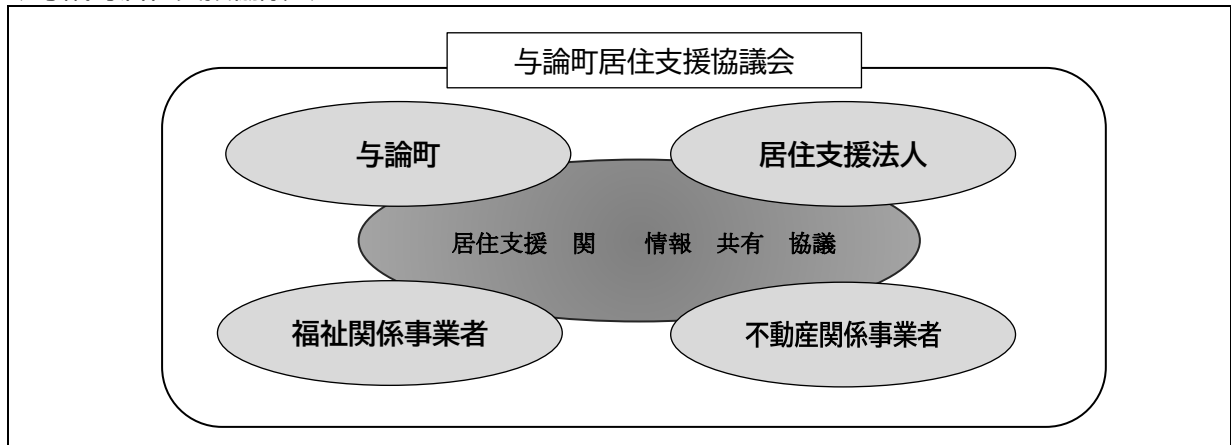 与論町居住支援協議会
与論町
居住支援法人
居住支援　関　　情報　共有　協議
福祉関係事業者
不動産関係事業者